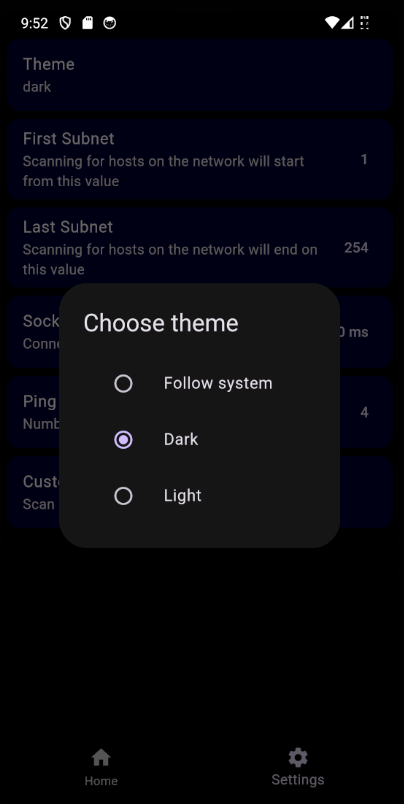 9:52
Theme
dark
First Subnet
Scanning for hosts on the network will start
from this value
1
Last Subnet
Scanning for hosts on the network will end on
this value
254
Sock
Conne
0 ms
Choose theme
Follow system
Dark
Light
Ping
Numb
4
Custo
Scan
Home
Settings